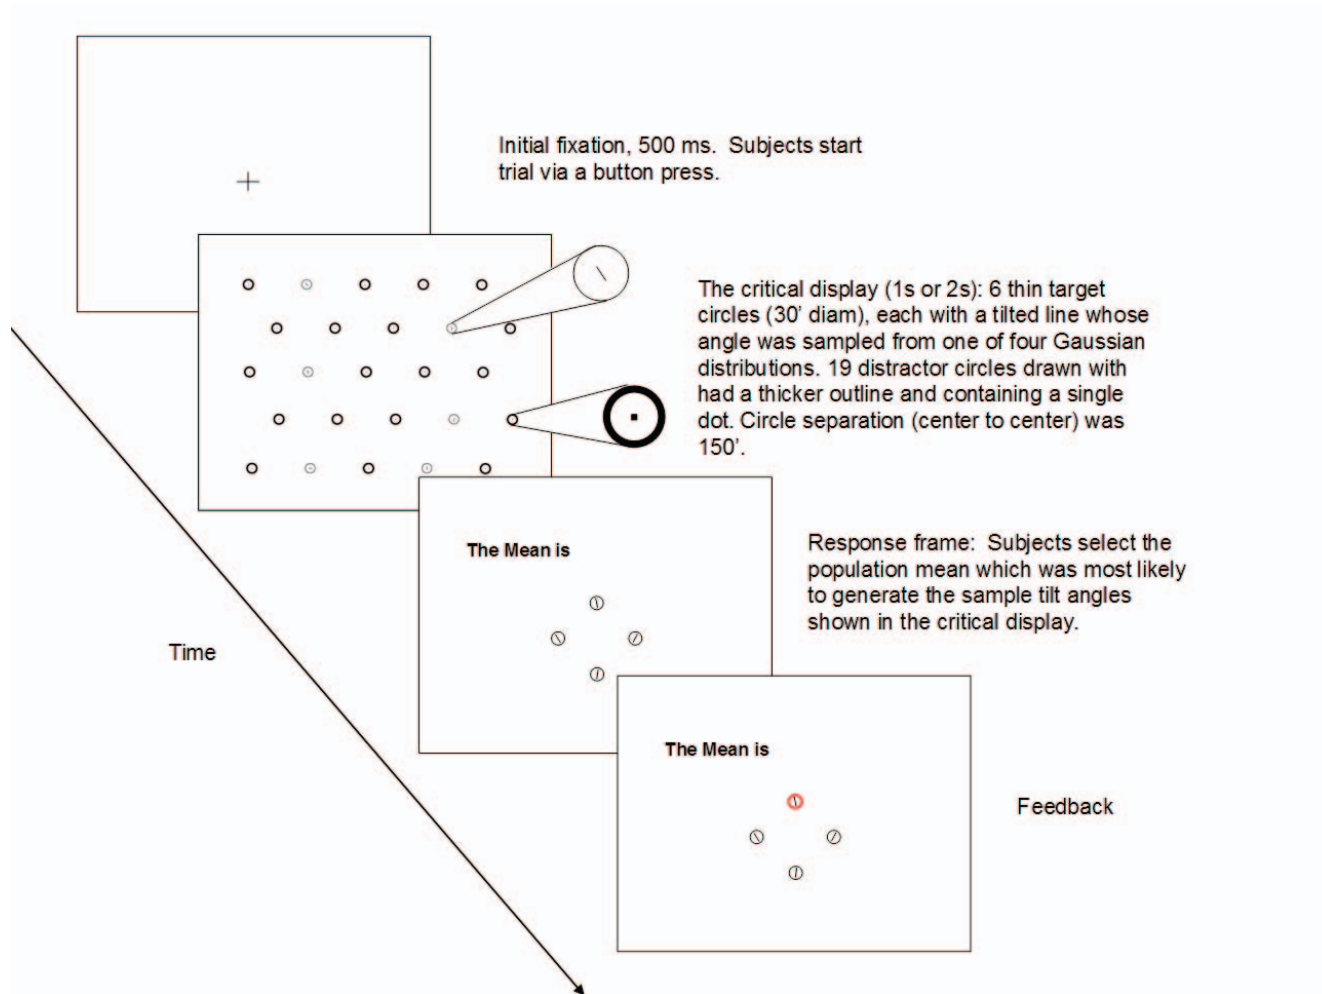 Initial fixation, 500 ms.  Subjects start
trial via a button press.
The critical display (1s or 2s): 6 thin target
circles (30' diam), each with a tilted line whose
angle was sampled from one of four Gaussian
distributions. 19 distractor circles drawn with
had a thicker outline and containing a single
dot. Circle separation (center to center) was
150'.
The Mean is
Response frame:  Subjects select the
population mean which was most likely
to generate the sample tilt angles
shown in the critical display.
Time
The Mean is
Feedback